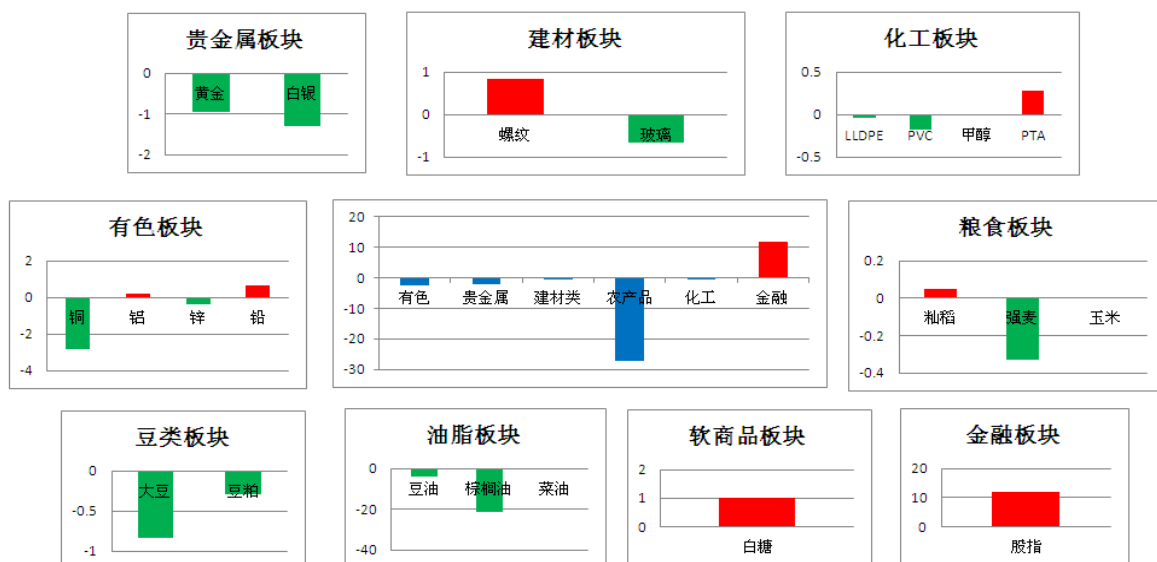 贵金属板块
0
-1
-2
黄金
白银
建材板块
1
0
-1
螺纹
玻璃
化工板块
0.5
0
-0.5
LLDPE
PVC
甲醇
PTA
有色板块
2
0
-2
-4
铜
铝
锌
铅
20
10
0
-10
-20
-30
有色
贵金属
建材类
农产品
化工
金融
粮食板块
0.2
0
-0.2
-0.4
籼稻
强麦
玉米
豆类板块
0
-0.5
-1
大豆
豆粕
油脂板块
0
-20
-40
豆油
棕榈油
菜油
软商品板块
2
1
0
白糖
金融板块
20
10
0
股指